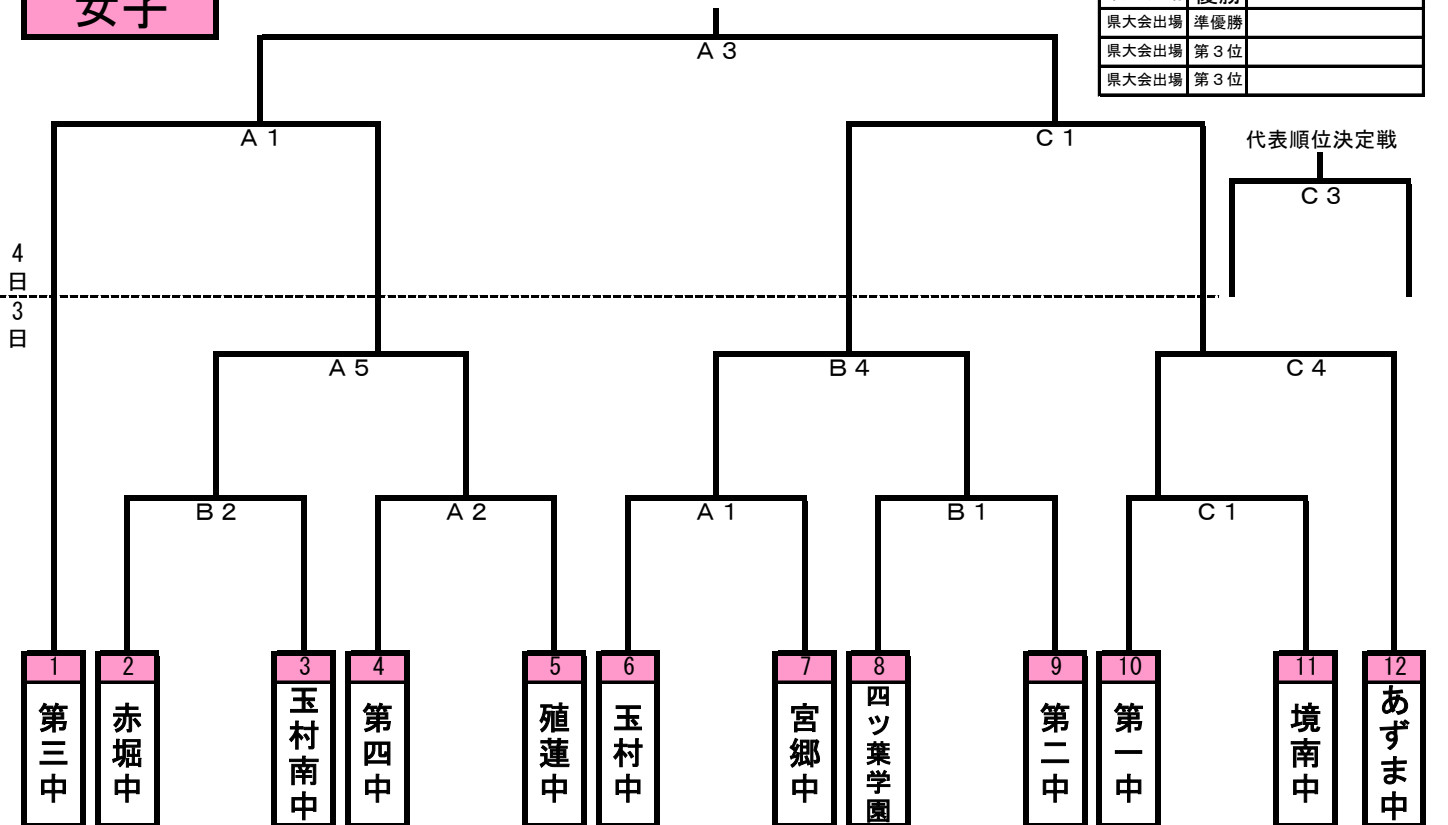 女子
優勝
県大会出場 準優勝
県大会出場 第３位
県大会出場 第３位
Ａ３
Ａ１
Ｃ１
代表順位決定戦
Ｃ３
4日
3日
Ａ５
Ｂ４
Ｃ４
Ｂ２
Ａ２
Ａ１
Ｂ１
Ｃ１
1 2 3 4 5 6 7 8 9 10 11 12
第三中
赤堀中
玉村南中
第四中
殖蓮中
玉村中
宮郷中
四ツ葉学園
第二中
第一中
境南中
あずま中